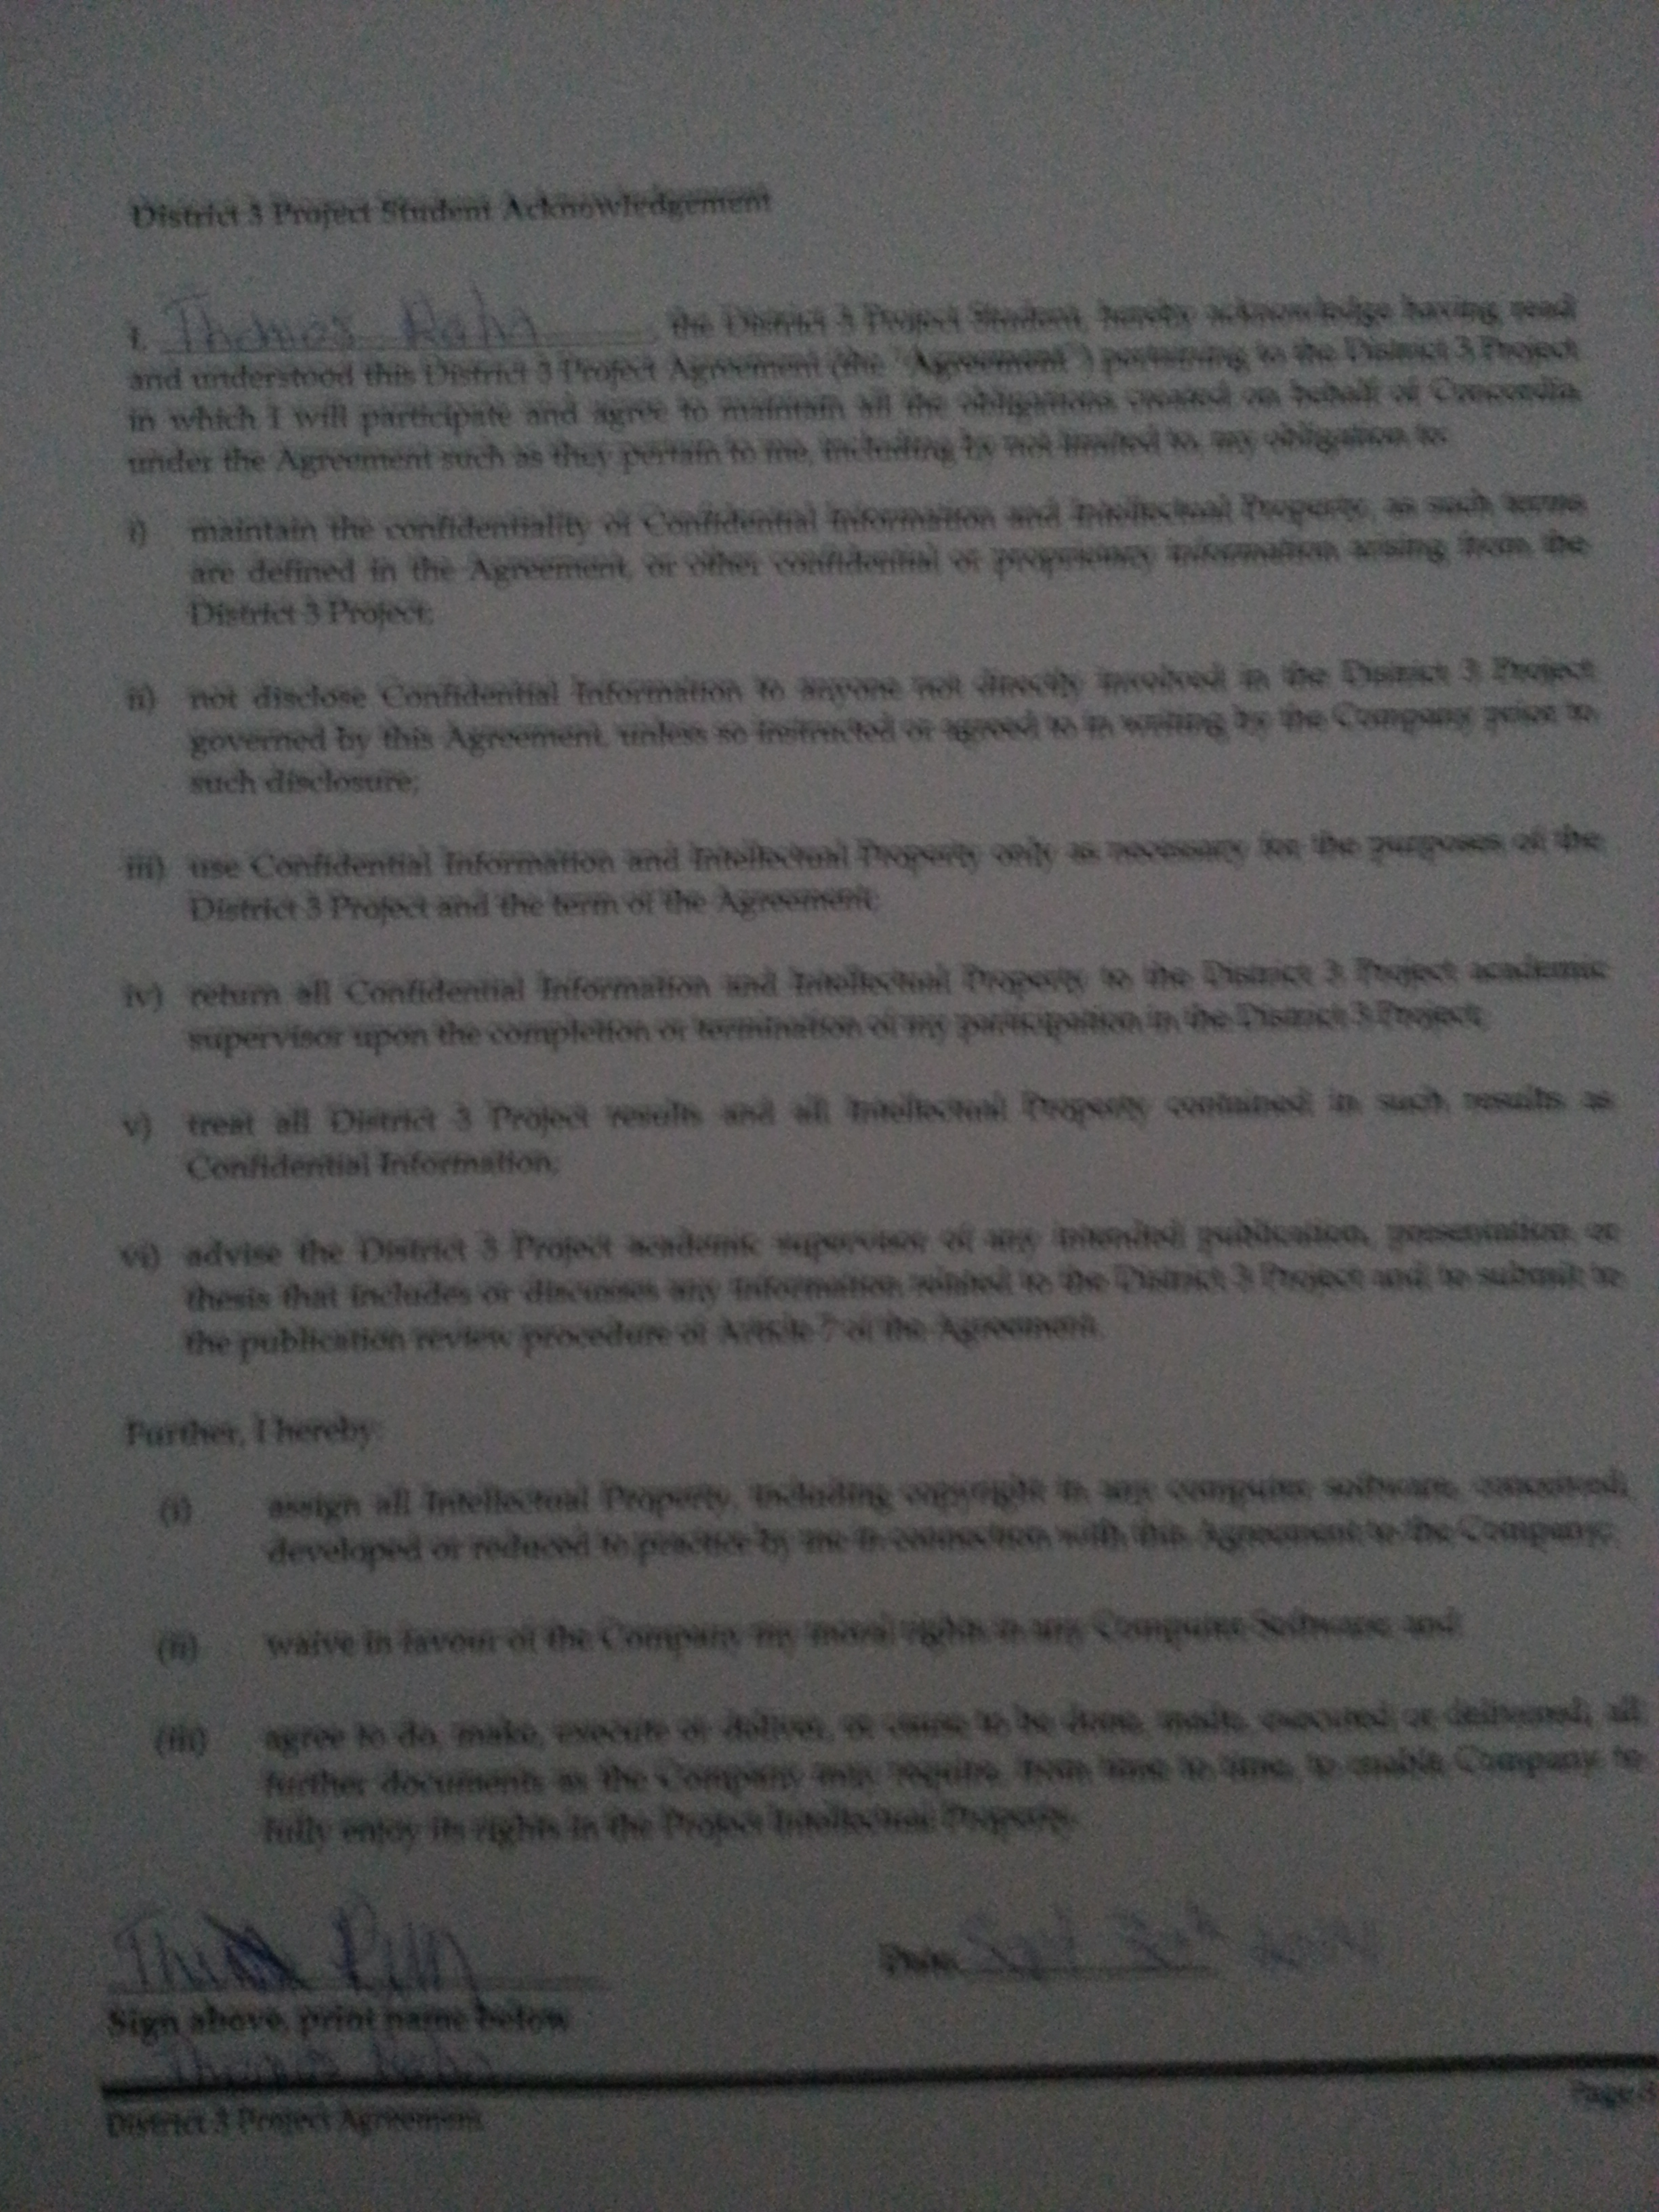 District 3 Project Student Acknowledgement
I, Thomas Rahn the District 3 Project Student, hereby acknowledge having read
and understood this District 3 Project Agreement (the "Agreement") pertaining to the District 3 Project
in which I will participate and agree to maintain all the obligations created on behalf of Concordia
under the Agreement such as they pertain to me, including by not limited to, any obligation to:
i) maintain the confidentiality of Confidential Information and Intellectual Property, as such terms
are defined in the Agreement, or other confidential or proprietary information arising from the
District 3 Project;
ii) not disclose Confidential Information to anyone not directly involved in the District 3 Project
governed by this Agreement, unless so instructed or agreed to in writing by the Company prior to
such disclosure;
iii) use Confidential Information and Intellectual Property only as necessary for the purposes of the
District 3 Project and the term of the Agreement;
iv) return all Confidential Information and Intellectual Property to the District 3 Project academic
supervisor upon the completion or termination of my participation in the District 3 Project;
v) treat all District 3 Project results and all Intellectual Property contained in such results as
Confidential Information;
vi) advise the District 3 Project academic supervisor of any intended publication, presentation or
thesis that includes or discusses any information related to the District 3 Project and to submit to
the publication review procedure of Article 7 of the Agreement.
Further, I hereby:
(i) assign all Intellectual Property, including copyright in any computer software, conceived,
developed or reduced to practice by me in connection with this Agreement to the Company;
(ii) waive in favour of the Company my moral rights in any Computer Software; and
(iii) agree to do, make, execute or deliver, or cause to be done, made, executed or delivered, all
further documents as the Company may require from time to time to enable Company to
fully enjoy its rights in the Project Intellectual Property.
Date
Sign above, print name below
Thomas Rahn
District 3 Project Agreement
Page